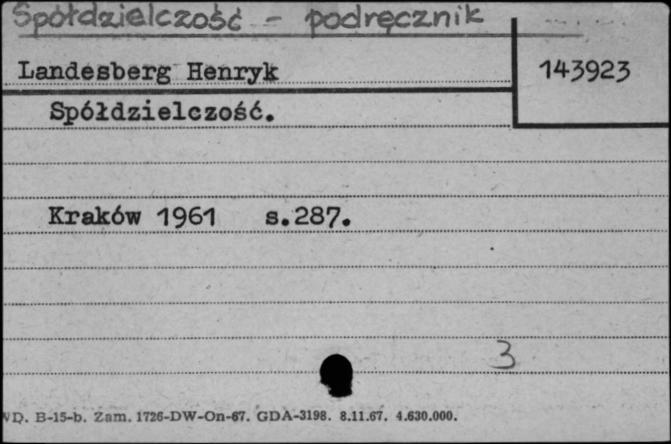 Spółdzielczość - podręcznik
Landesberg Henryk
143923
Spółdzielczość.
Kraków 1961 s.287.
3
WD. B-15-b. Zam. 1726-DW-On-67. GDA-3198. 8.11.67. 4.630.000.